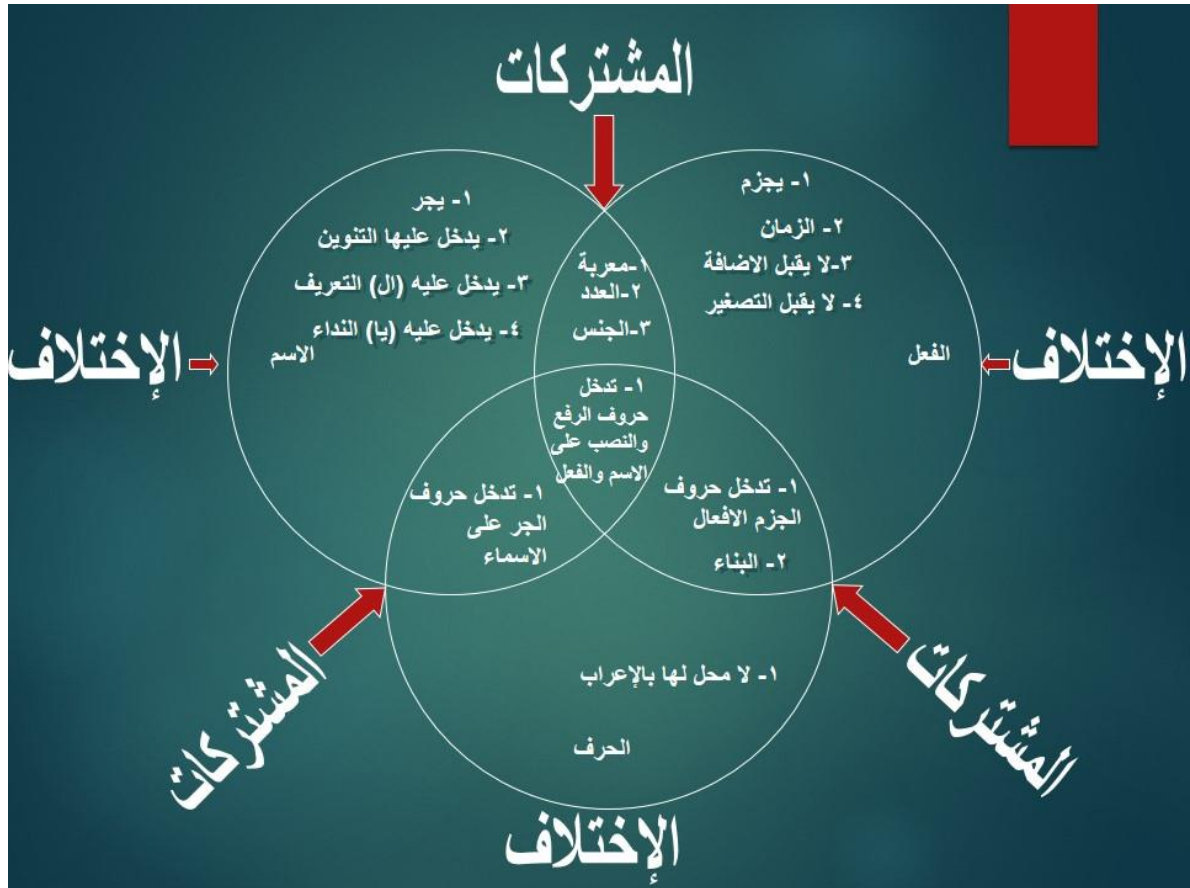 المشتركات
١- يجزم
٢- الزمان
٣-لا يقبل الاضافة
٤- لا يقبل التصغير
الفعل
الإختلاف
١-معربة
٢-العدد
٣-الجنس
١- يجر
٢- يدخل عليها التنوين
٣- يدخل عليه (ال) التعريف
٤- يدخل عليه (يا) النداء
الاسم
الإختلاف
١- تدخل
حروف الرفع
والنصب على
الاسم والفعل
١- تدخل حروف
الجزم الافعال
٢- البناء
١- تدخل حروف
الجر على
الاسماء
المشتركات
المشتركات
١- لا محل لها بالإعراب
الحرف
الإختلاف